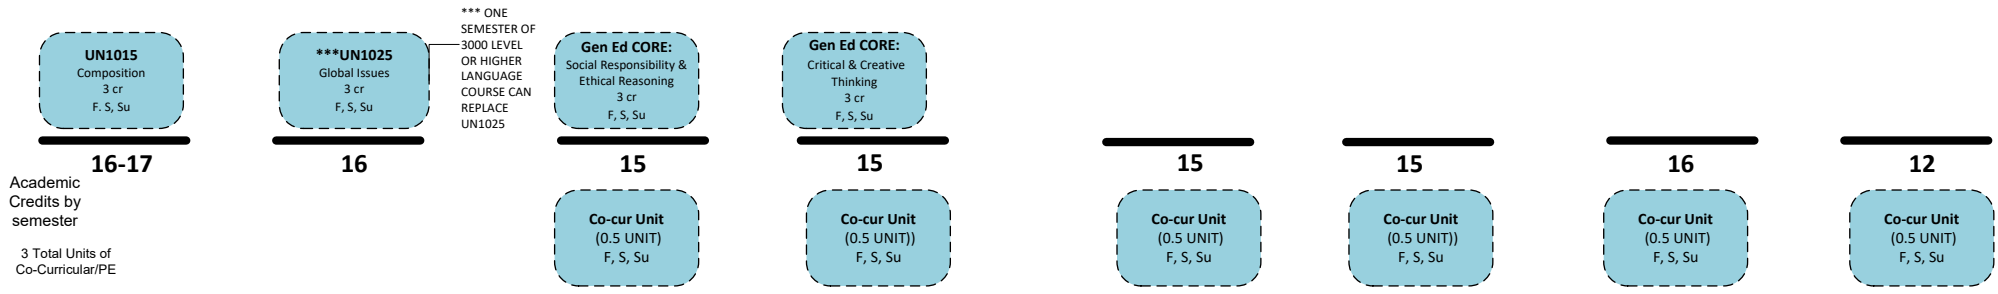 UN1015
Composition
3 cr
F. S, Su
***UN1025
Global Issues
3 cr
F, S, Su
*** ONE
SEMESTER OF
3000 LEVEL
OR HIGHER
LANGUAGE
COURSE CAN
REPLACE
UN1025
Gen Ed CORE:
Social Responsibility &
Ethical Reasoning
3 cr
F, S, Su
Gen Ed CORE:
Critical & Creative
Thinking
3 cr
F, S, Su
16-17
16
15
15
15
15
16
12
Academic
Credits by
semester
3 Total Units of
Co-Curricular/PE
Co-cur Unit
(0.5 UNIT)
F, S, Su
Co-cur Unit
(0.5 UNIT))
F, S, Su
Co-cur Unit
(0.5 UNIT)
F, S, Su
Co-cur Unit
(0.5 UNIT))
F, S, Su
Co-cur Unit
(0.5 UNIT)
F, S, Su
Co-cur Unit
(0.5 UNIT)
F, S, Su